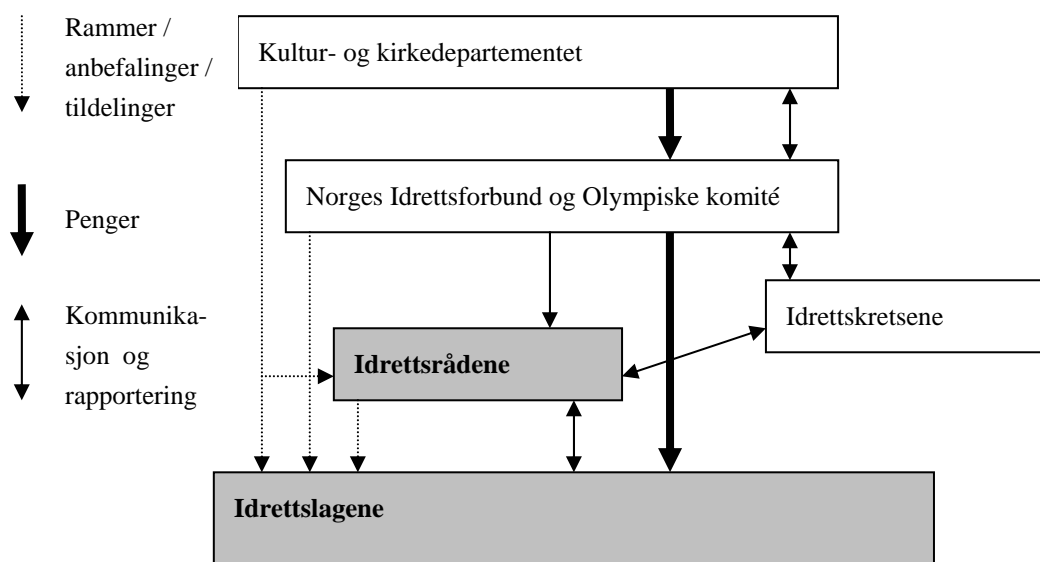 Rammer /
anbefalinger /
tildelinger
Penger
Kommunika-
sjon og
rapportering
Kultur- og kirkedepartementet
Norges Idrettsforbund og Olympiske komité
Idrettskretsene
Idrettsrådene
Idrettslagene